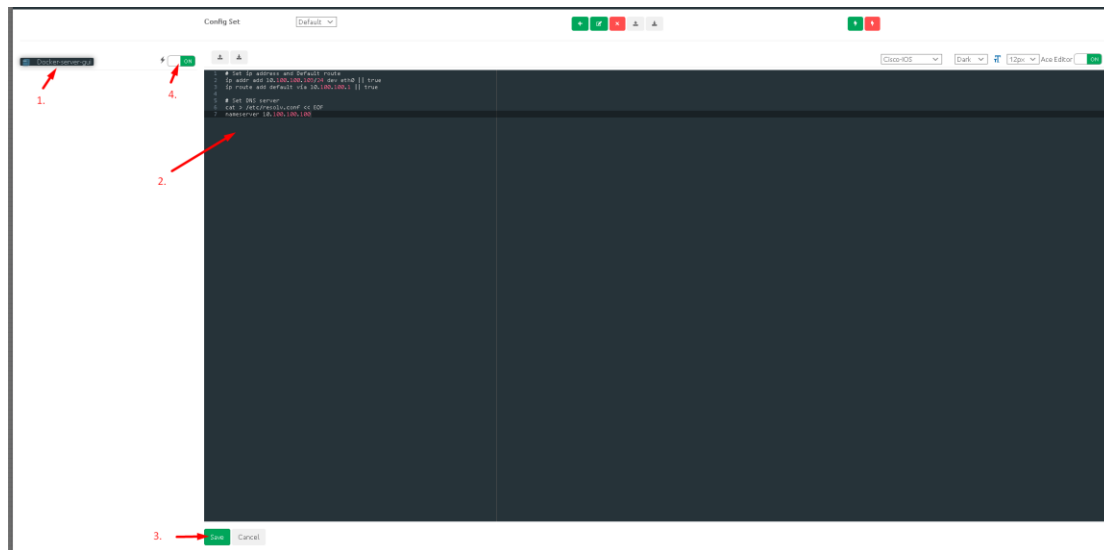 Config Set Default
Docker-server-gui ON Cisco-IOS Dark 12px Ace Editor ON
1. 4.
1 # Set ip address and Default route
2 ip addr add 10.100.100.105/24 dev eth0 || true
3 ip route add default via 10.100.100.1 || true
4
5 # Set DNS server
6 cat > /etc/resolv.conf << EOF
7 nameserver 10.100.100.100
2.
3. Save Cancel